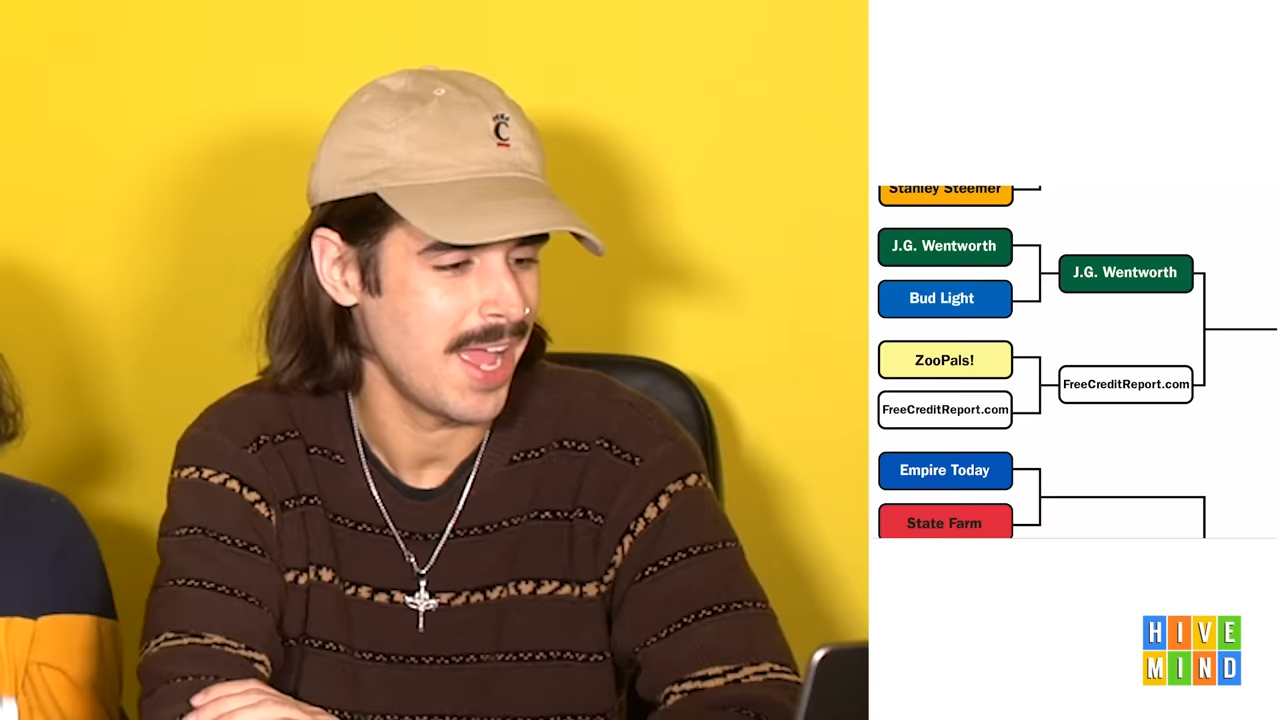 C
Stanley Steemer
J.G. Wentworth
Bud Light
J.G. Wentworth
ZooPals!
FreeCreditReport.com
FreeCreditReport.com
Empire Today
State Farm
HIVE
MIND